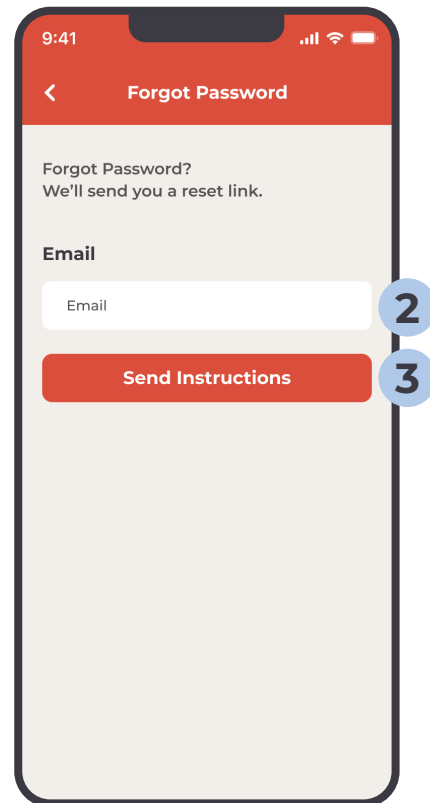 9:41
Forgot Password
Forgot Password?
We'll send you a reset link.
Email
Email
2
Send Instructions
3